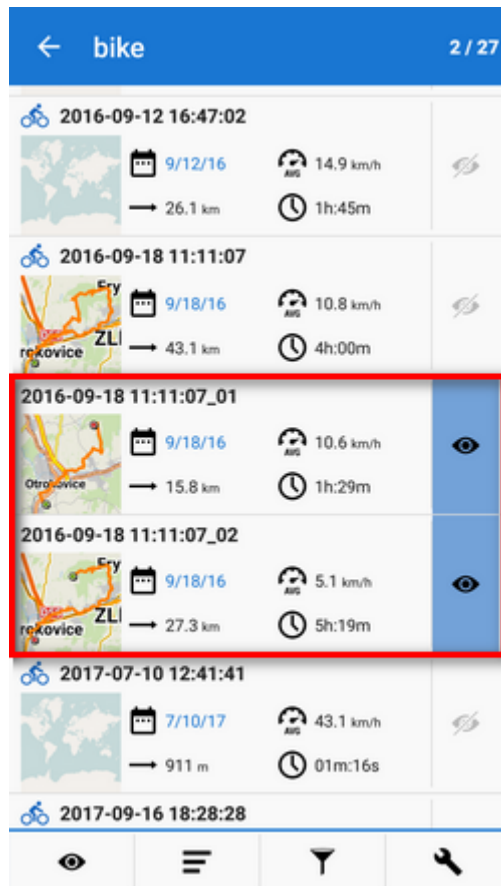 bike
2 / 27
2016-09-12 16:47:02
9/12/16
AVG
14.9 km/h
26.1 km
1h:45m
2016-09-18 11:11:07
9/18/16
AVG
10.8 km/h
43.1 km
4h:00m
2016-09-18 11:11:07_01
9/18/16
AVG
10.6 km/h
Otrokovice
15.8 km
1h:29m
2016-09-18 11:11:07_02
Fry
9/18/16
AVG
5.1 km/h
ZLI
rokovice
27.3 km
5h:19m
2017-07-10 12:41:41
7/10/17
AVG
43.1 km/h
911 m
01m:16s
2017-09-16 18:28:28